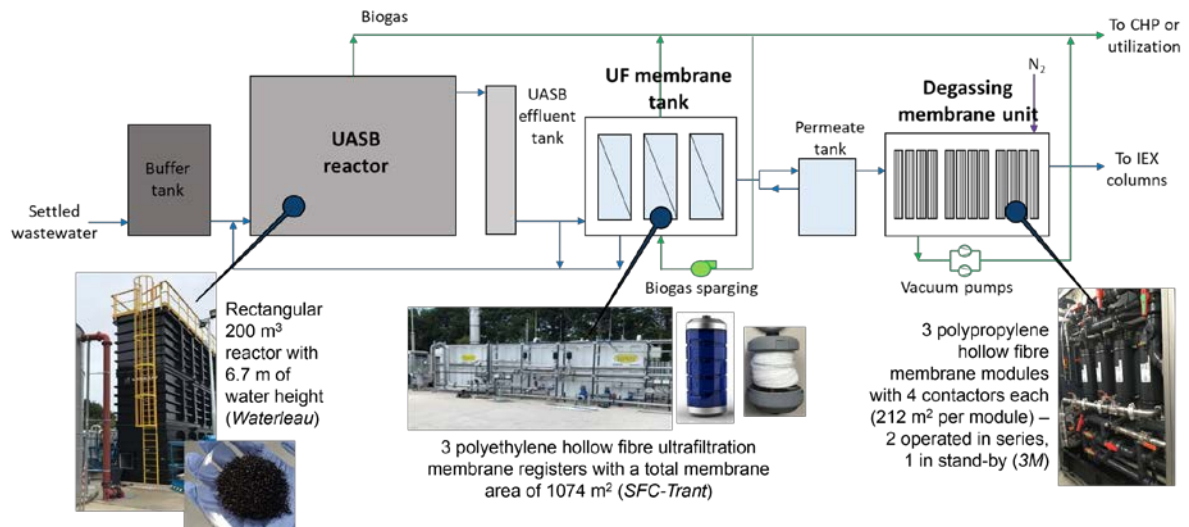 Biogas
To CHP or
utilization
N2
UF membrane
tank
Degassing
membrane unit
UASB
effluent
tank
UASB
reactor
Permeate
tank
Buffer
tank
To IEX
columns
Settled
wastewater
Biogas sparging
Vacuum pumps
Rectangular
200 m³
reactor with
6.7 m of
water height
(Waterleau)
3 polyethylene hollow fibre ultrafiltration
membrane registers with a total membrane
area of 1074 m² (SFC-Trant)
3 polypropylene
hollow fibre
membrane modules
with 4 contactors each
(212 m² per module) –
2 operated in series,
1 in stand-by (3M)